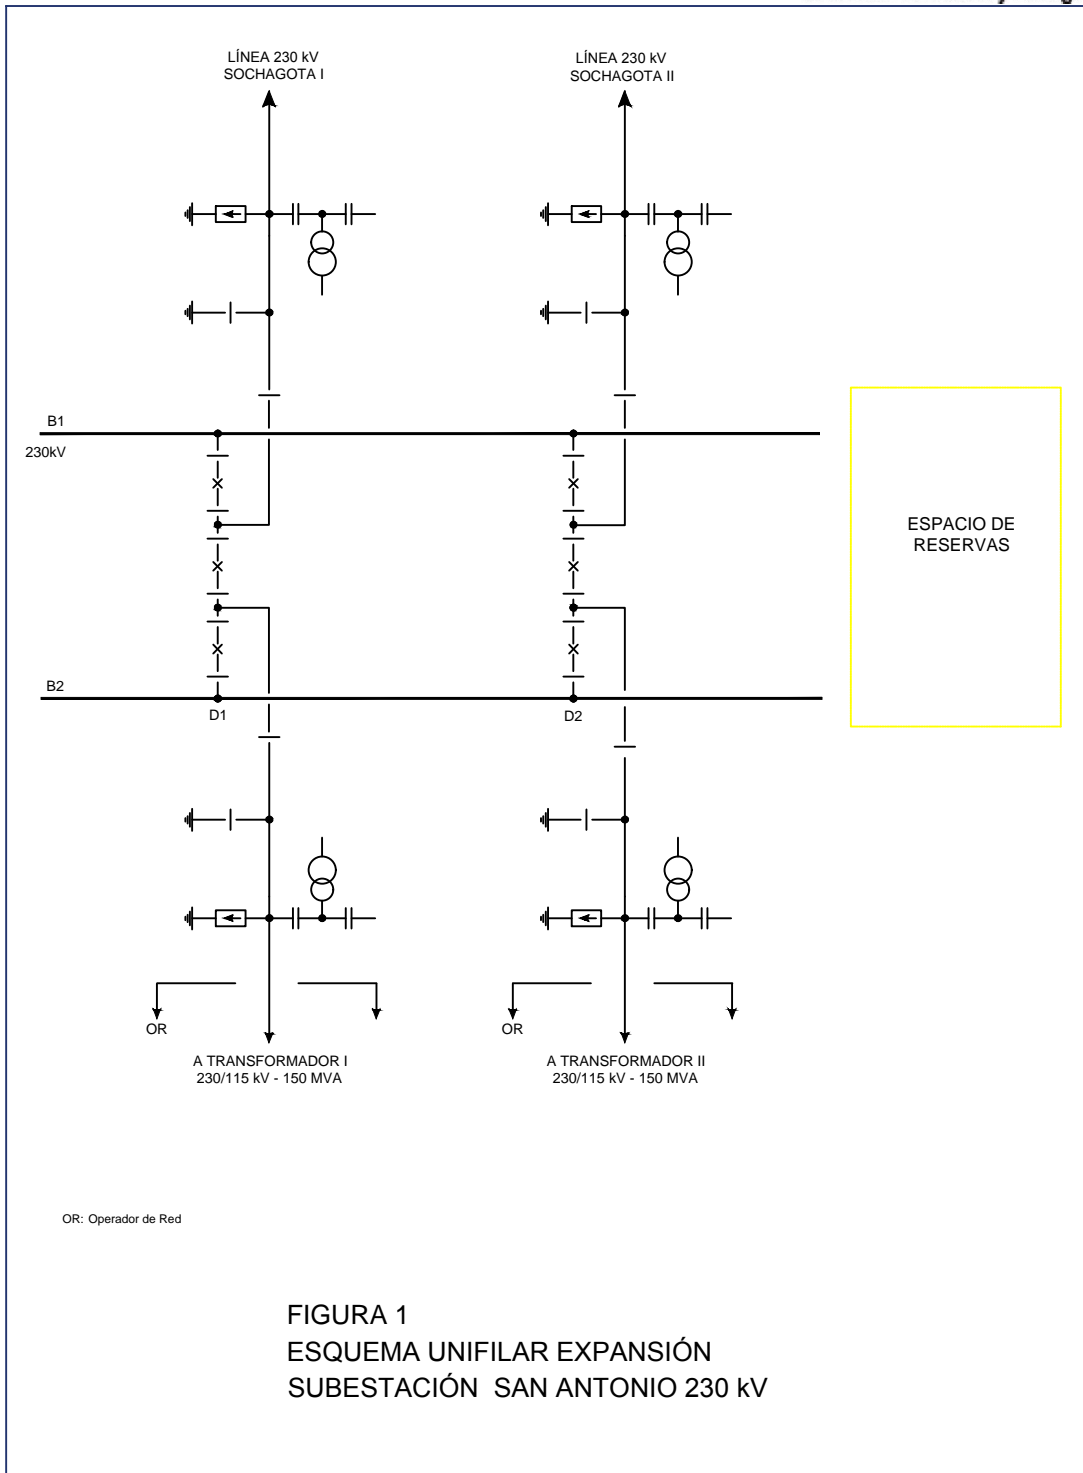 LÍNEA 230 kV
SOCHAGOTA I
LÍNEA 230 kV
SOCHAGOTA II
B1
230kV
ESPACIO DE
RESERVAS
B2
D1
D2
OR
OR
A TRANSFORMADOR I
230/115 kV - 150 MVA
A TRANSFORMADOR II
230/115 kV - 150 MVA
OR: Operador de Red
FIGURA 1
ESQUEMA UNIFILAR EXPANSIÓN
SUBESTACIÓN SAN ANTONIO 230 kV